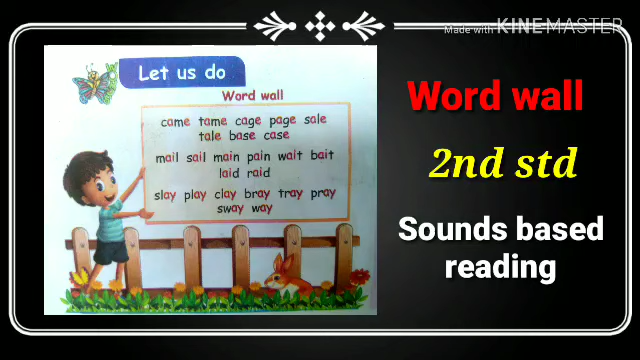 Made with KINEMASTER
Let us do
Word wall
came tame cage page sale
tale base case
mail sail main pain wait bait
laid raid
slay play clay bray tray pray
sway way
Word wall
2nd std
Sounds based
reading